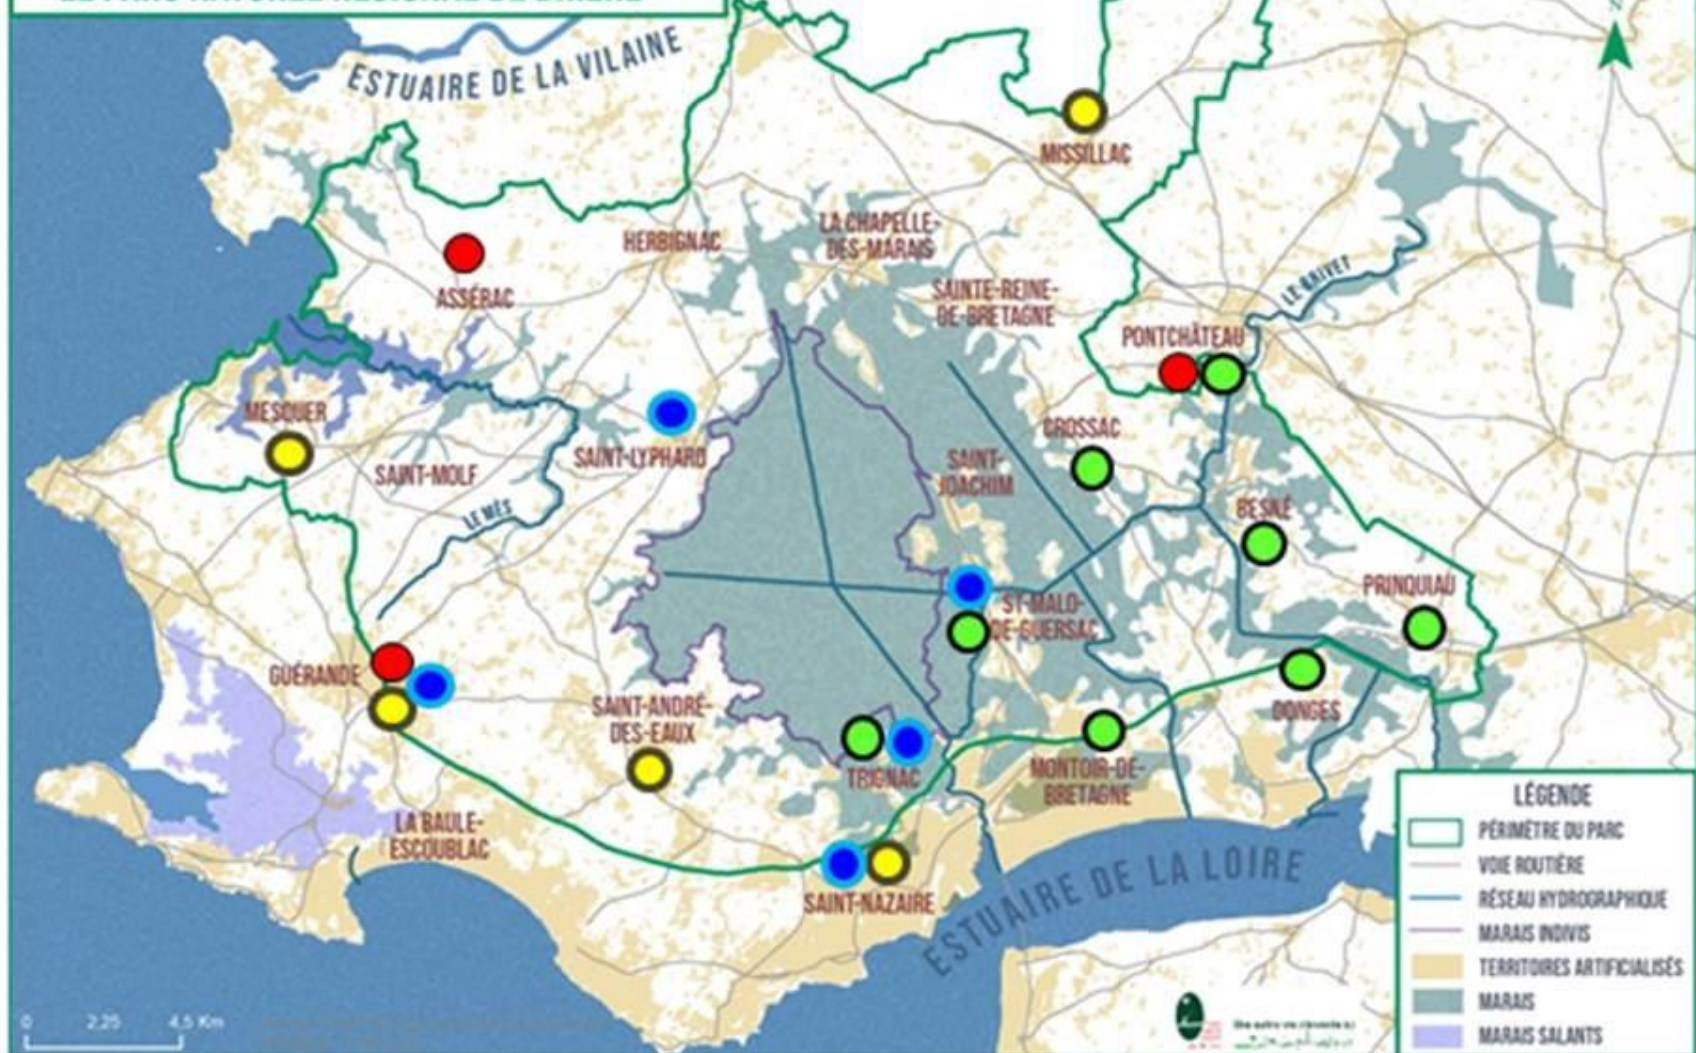 ESTUAIRE DE LA VILAINE
MISSILLAC
LA CHAPELLE-
DES-MARAIS
HERBIGNAC
ASSÉRAC
SAINTE-REINE-
DE-BRETAGNE
LE BRIVET
PONTCHÂTEAU
MESQUER
CROSSAC
SAINT-LYPHARD
SAINT-MOLF
SAINT-
JOACHIM
LE MÈS
BESNÉ
PRINQUIAU
ST-MALO-
DE-GUERSAC
GUÉRANDE
SAINT-ANDRÉ-
DES-EAUX
DONGES
TRIGNAC
MONTOIR-DE-
BRETAGNE
LA BAULE-
ESCOUBLAC
SAINT-NAZAIRE
ESTUAIRE DE LA LOIRE
LÉGENDE
PÉRIMÈTRE DU PARC
VOIE ROUTIÈRE
RÉSEAU HYDROGRAPHIQUE
MARAIS INDIVIS
TERRITOIRES ARTIFICIALISÉS
MARAIS
MARAIS SALANTS
0 2,25 4,5 Km